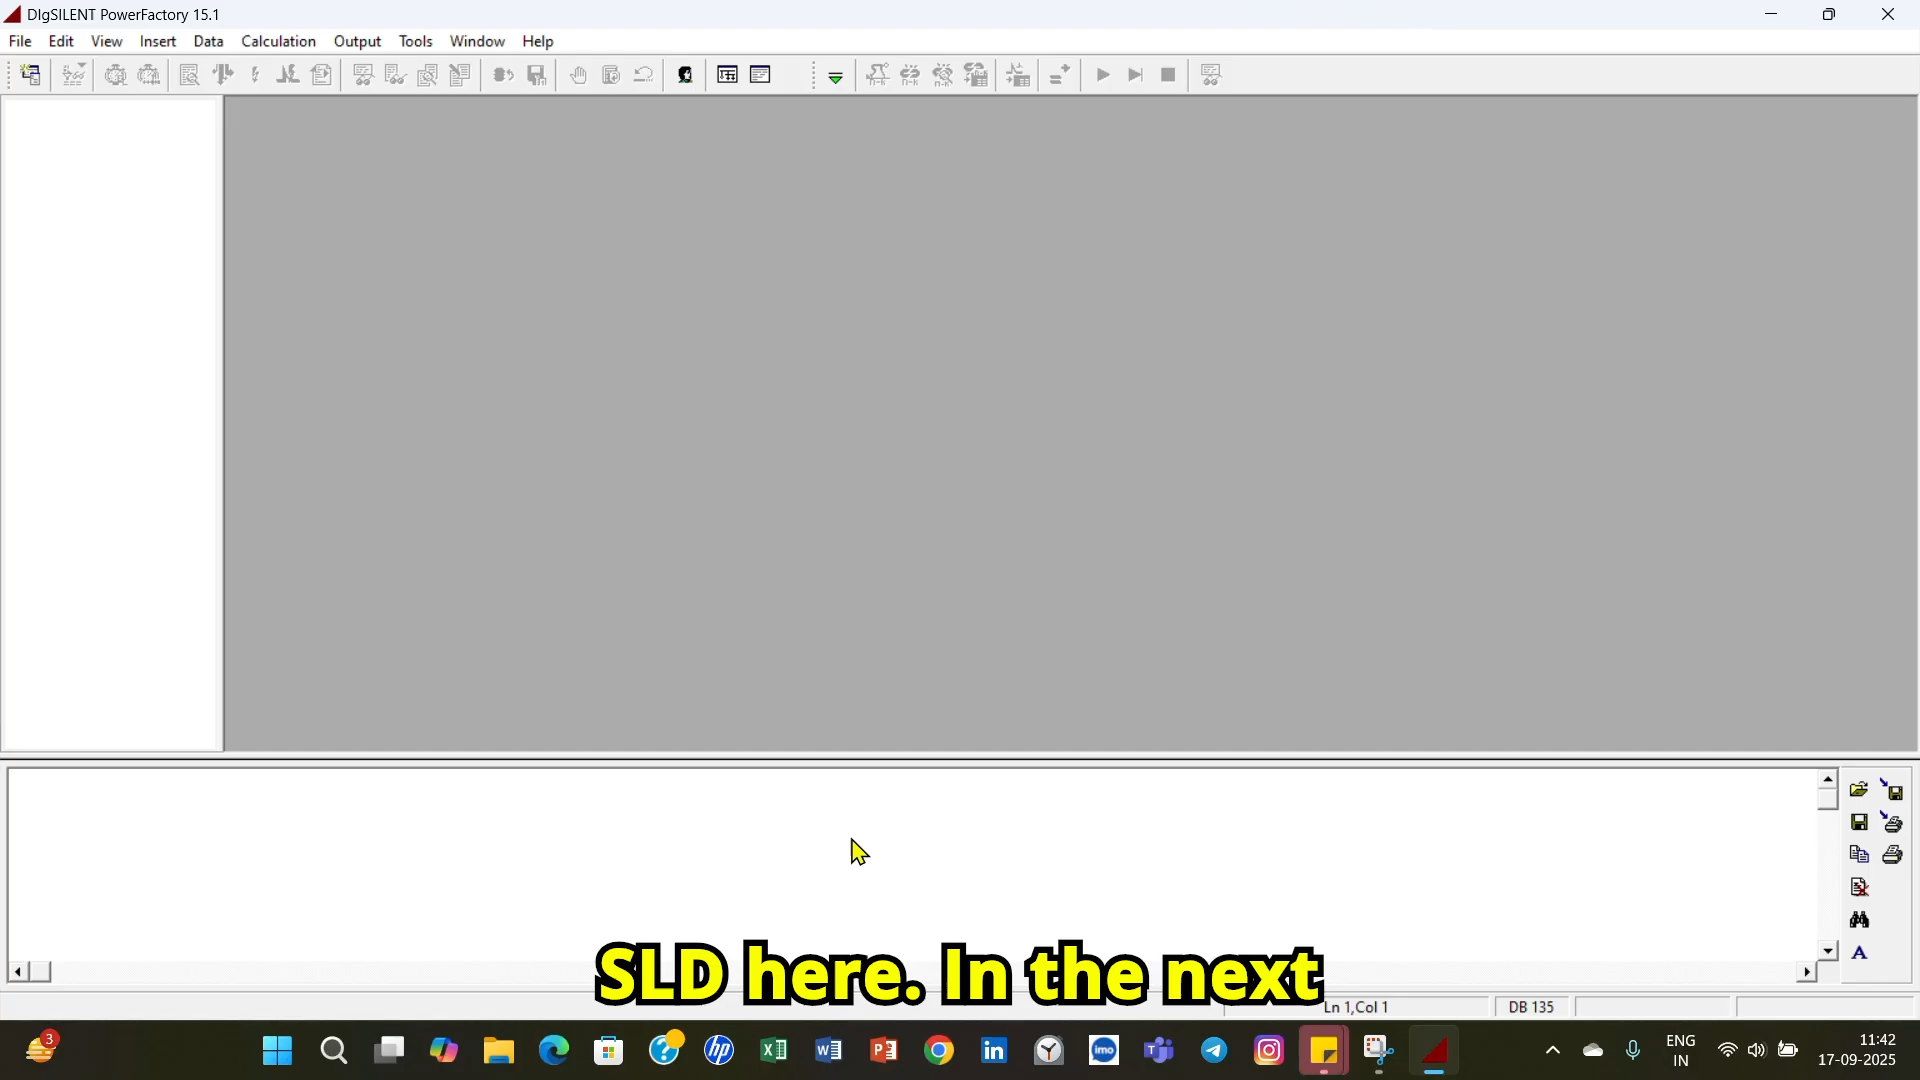 DIgSILENT PowerFactory 15.1
File Edit View Insert Data Calculation Output Tools Window Help
SLD here. In the next
Ln 1,Col 1 DB 135
3
ENG
IN
11:42
17-09-2025